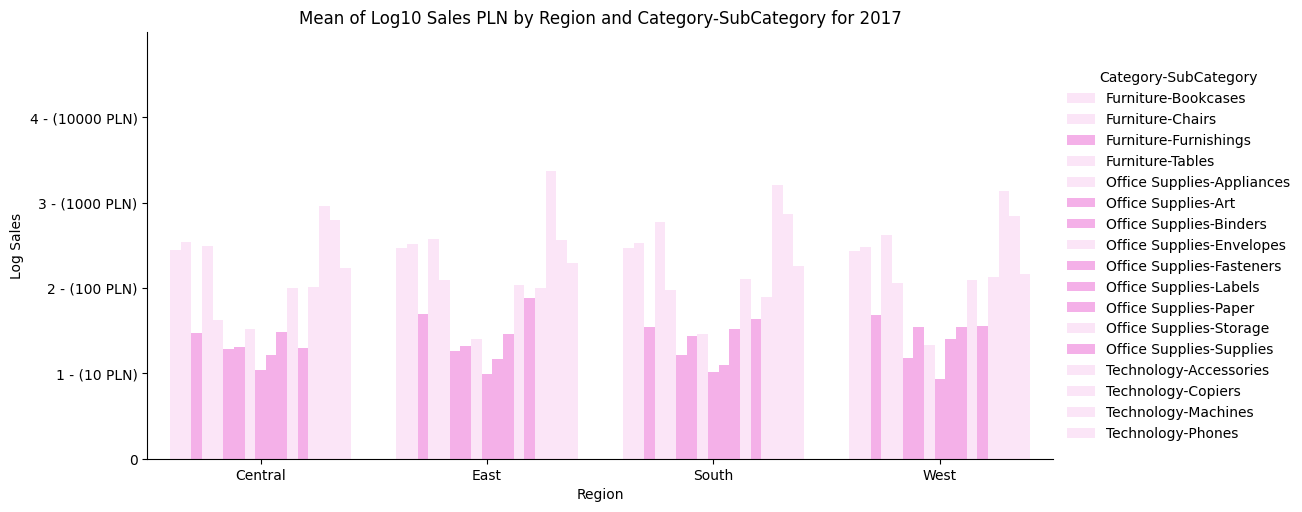 Mean of Log10 Sales PLN by Region and Category-SubCategory for 2017
4 - (10000 PLN)
3 - (1000 PLN)
2 - (100 PLN)
1 - (10 PLN)
0
Log Sales
Central
East
South
West
Region
Category-SubCategory
Furniture-Bookcases
Furniture-Chairs
Furniture-Furnishings
Furniture-Tables
Office Supplies-Appliances
Office Supplies-Art
Office Supplies-Binders
Office Supplies-Envelopes
Office Supplies-Fasteners
Office Supplies-Labels
Office Supplies-Paper
Office Supplies-Storage
Office Supplies-Supplies
Technology-Accessories
Technology-Copiers
Technology-Machines
Technology-Phones